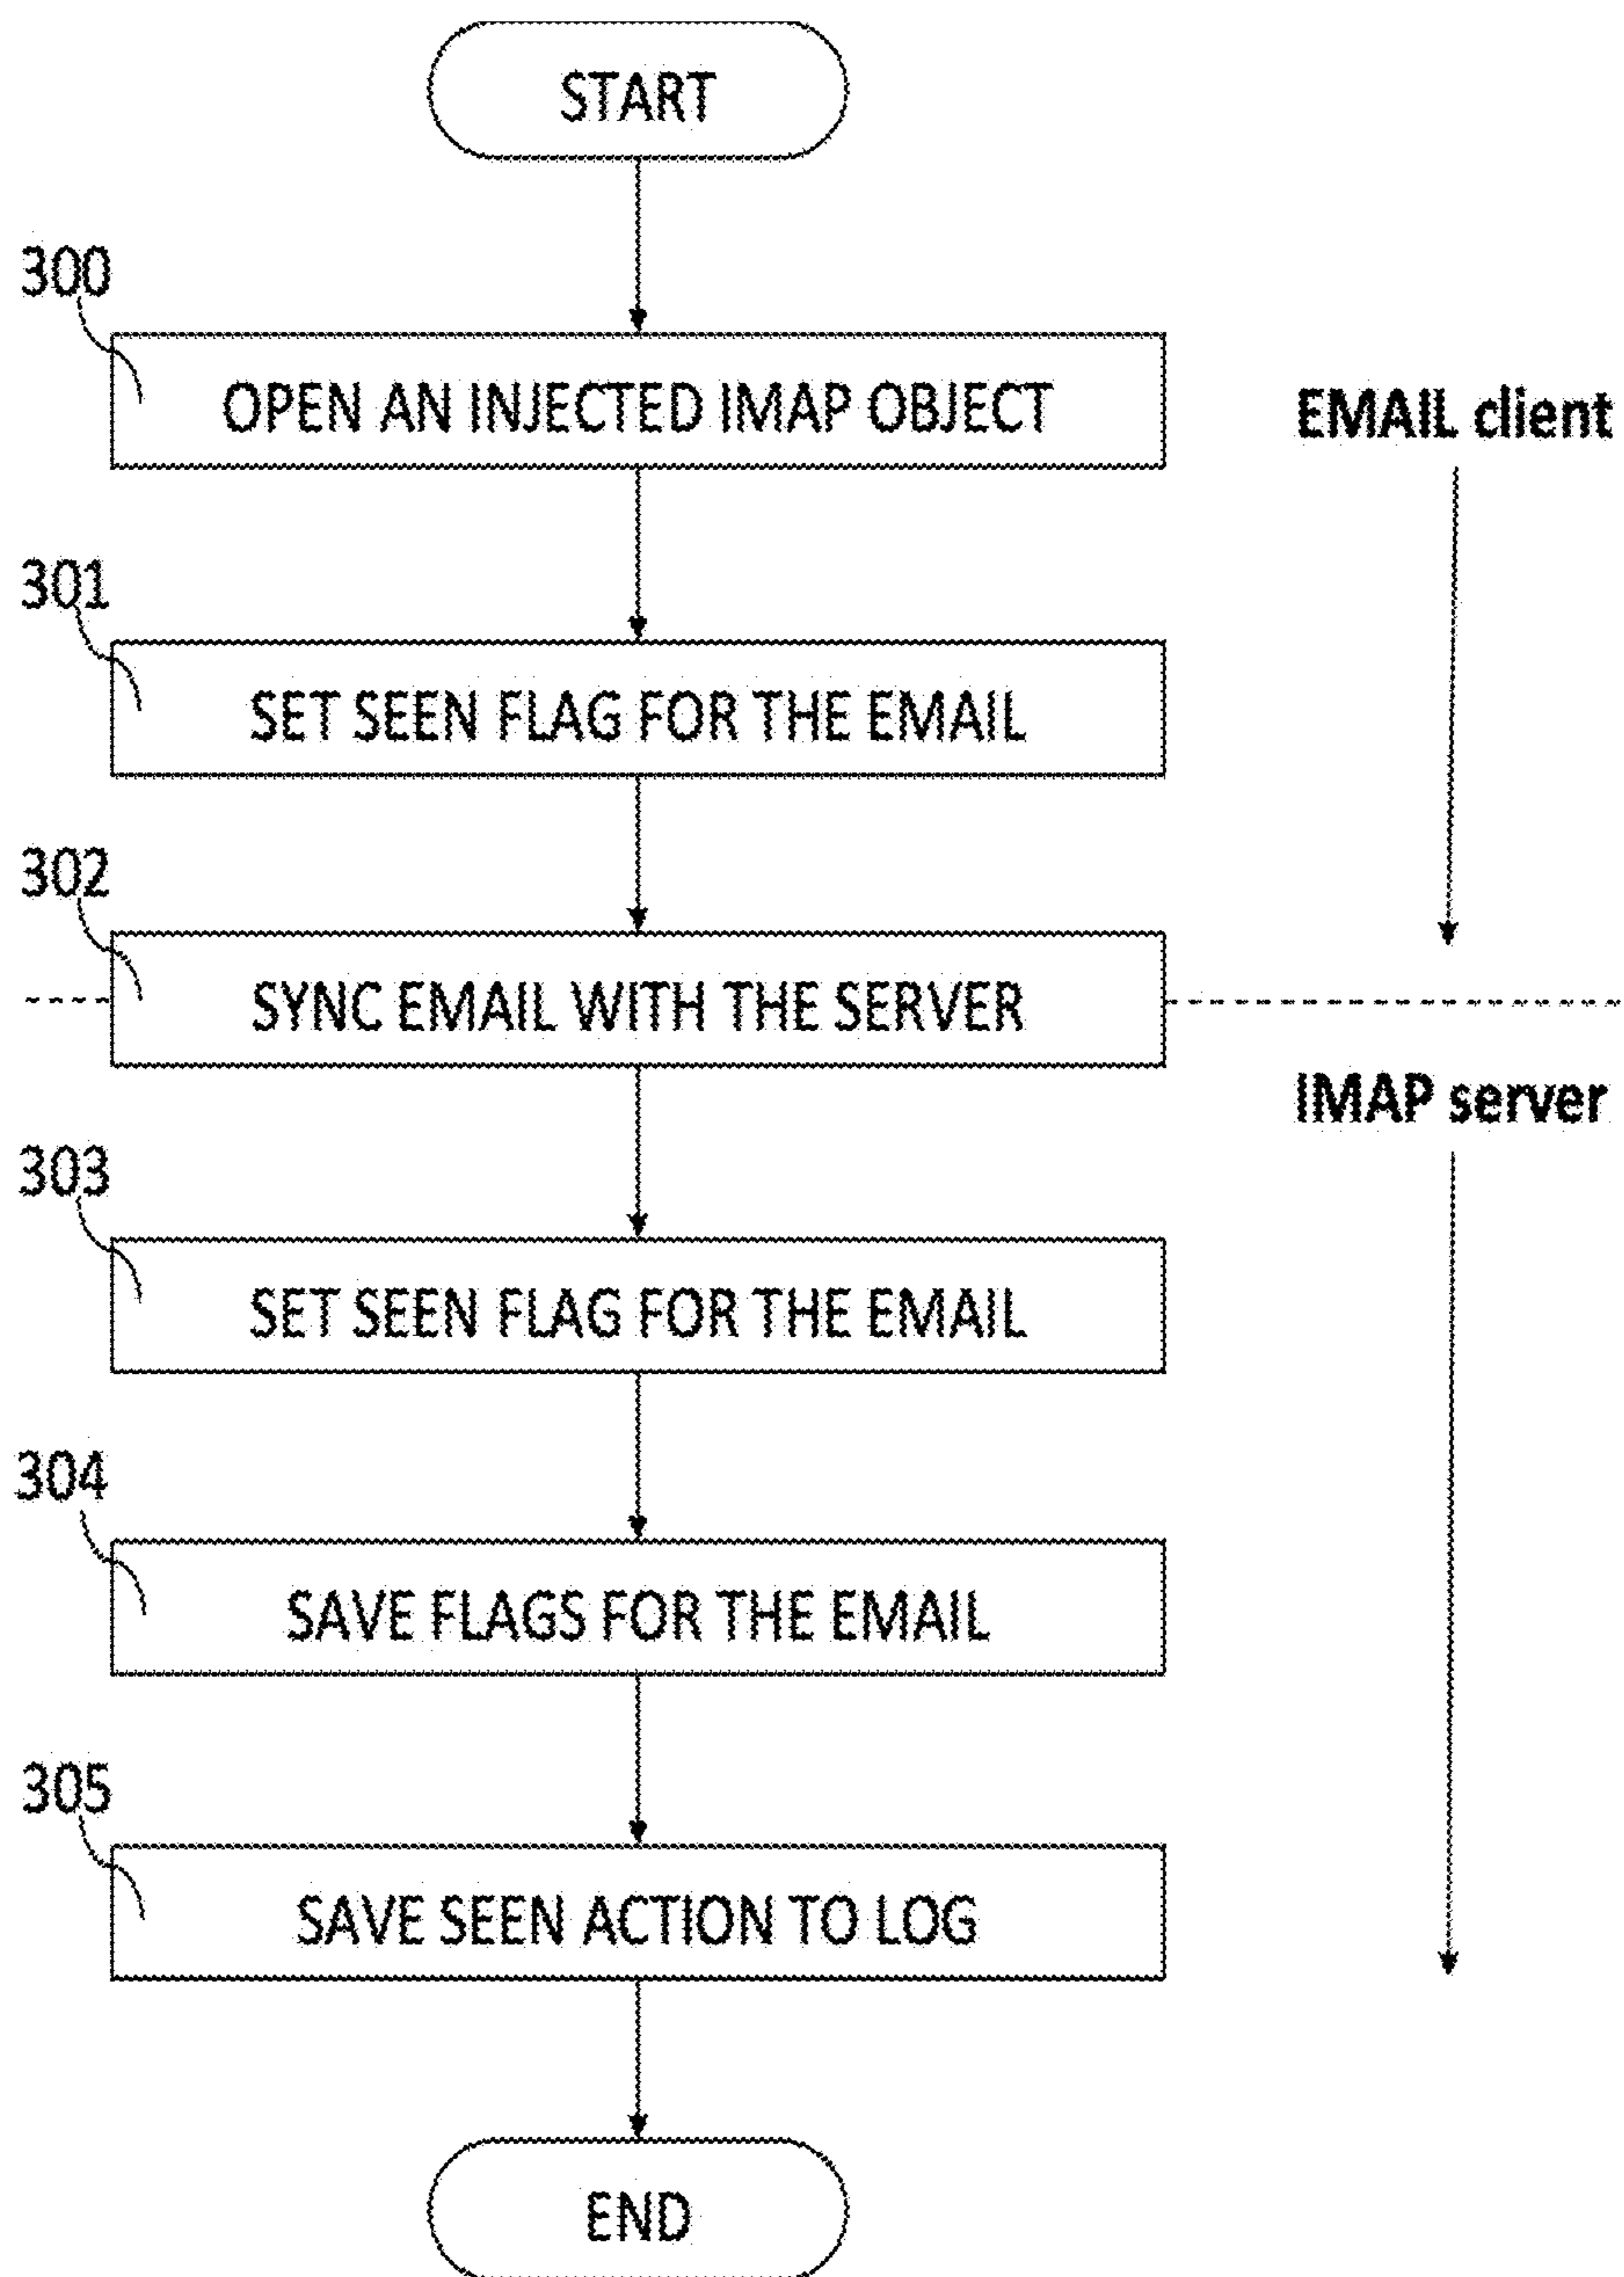 START
300
OPEN AN INJECTED IMAP OBJECT
EMAIL client
301
SET SEEN FLAG FOR THE EMAIL
302
SYNC EMAIL WITH THE SERVER
IMAP server
303
SET SEEN FLAG FOR THE EMAIL
304
SAVE FLAGS FOR THE EMAIL
305
SAVE SEEN ACTION TO LOG
END